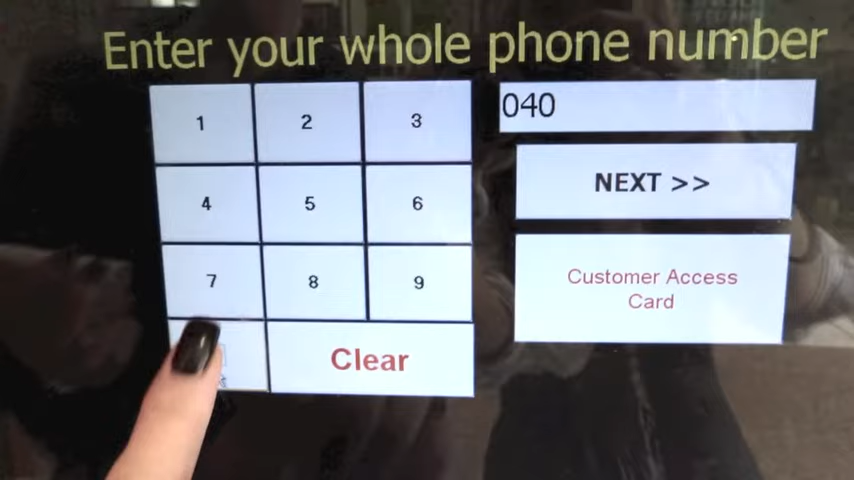 Enter your whole phone number
1 2 3
040
NEXT >>
4 5 6
Customer Access
Card
7 8 9
Clear